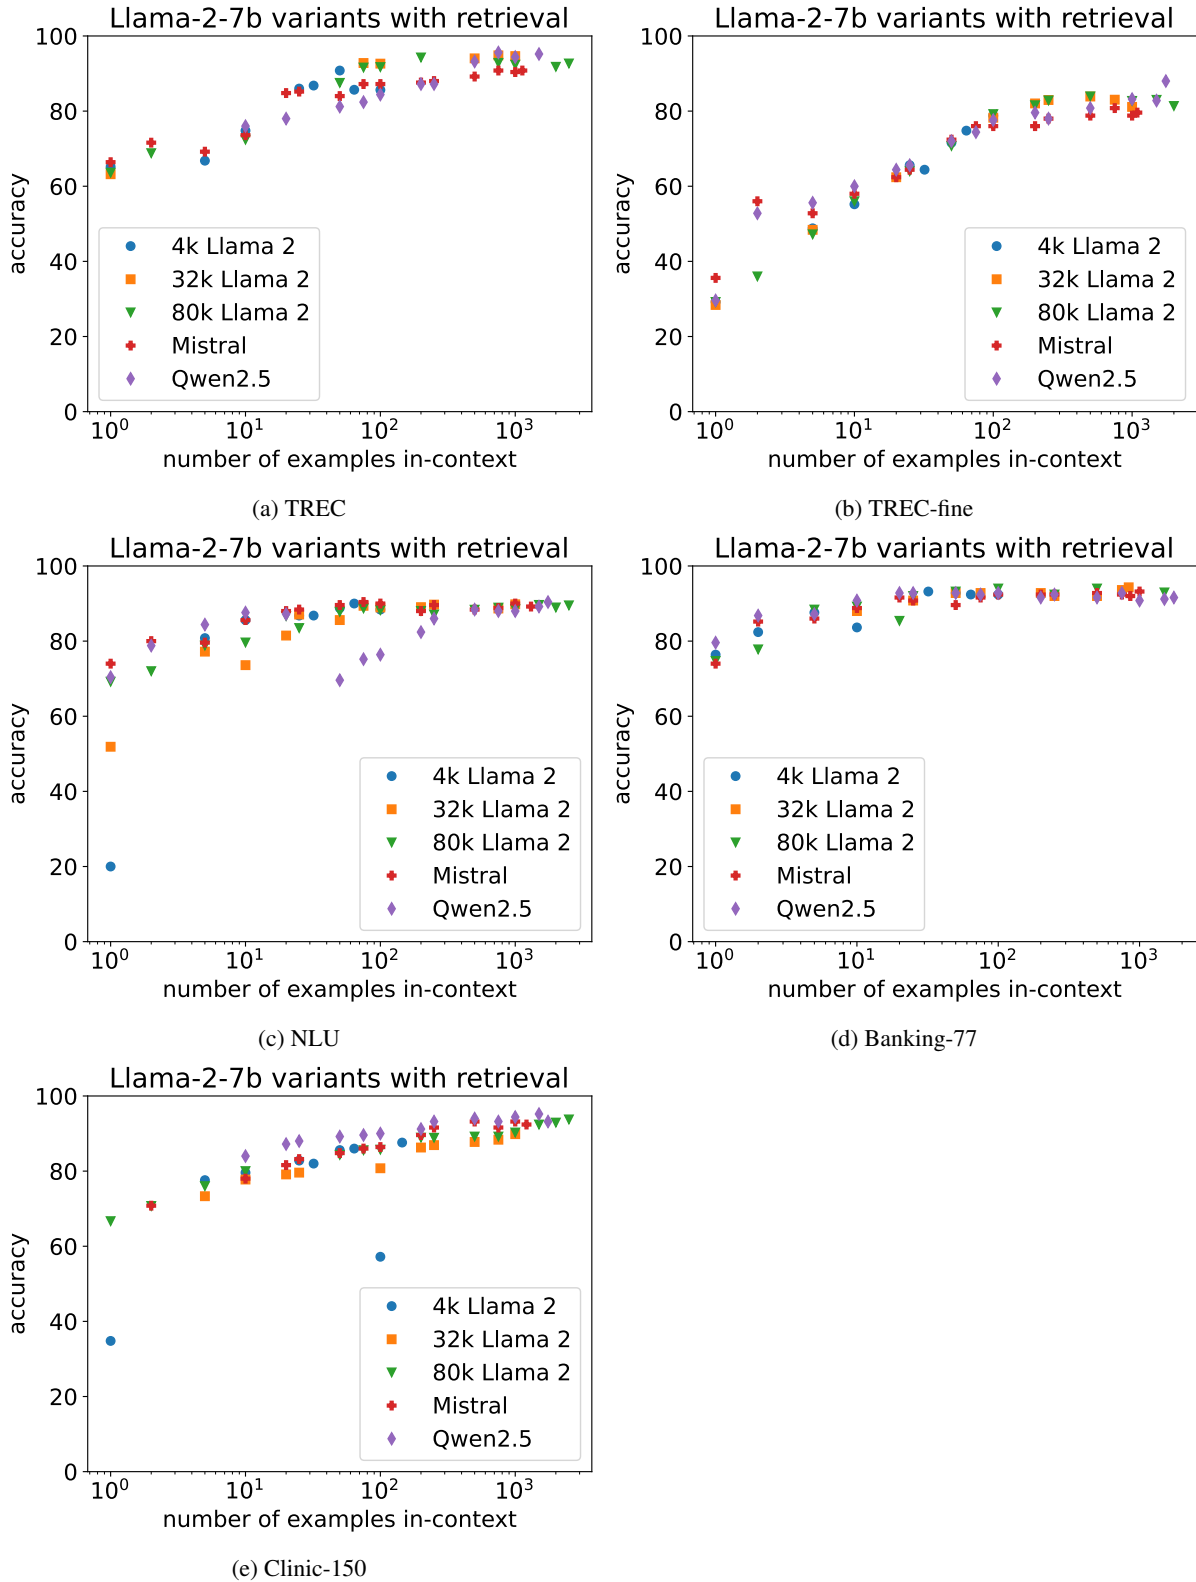 Llama-2-7b variants with retrieval
100
80
60
40
20
0
accuracy
4k Llama 2
32k Llama 2
80k Llama 2
Mistral
Qwen2.5
10^0 10^1 10^2 10^3
number of examples in-context
(a) TREC
Llama-2-7b variants with retrieval
100
80
60
40
20
0
accuracy
4k Llama 2
32k Llama 2
80k Llama 2
Mistral
Qwen2.5
10^0 10^1 10^2 10^3
number of examples in-context
(b) TREC-fine
Llama-2-7b variants with retrieval
100
80
60
40
20
0
accuracy
4k Llama 2
32k Llama 2
80k Llama 2
Mistral
Qwen2.5
10^0 10^1 10^2 10^3
number of examples in-context
(c) NLU
Llama-2-7b variants with retrieval
100
80
60
40
20
0
accuracy
4k Llama 2
32k Llama 2
80k Llama 2
Mistral
Qwen2.5
10^0 10^1 10^2 10^3
number of examples in-context
(d) Banking-77
Llama-2-7b variants with retrieval
100
80
60
40
20
0
accuracy
4k Llama 2
32k Llama 2
80k Llama 2
Mistral
Qwen2.5
10^0 10^1 10^2 10^3
number of examples in-context
(e) Clinic-150